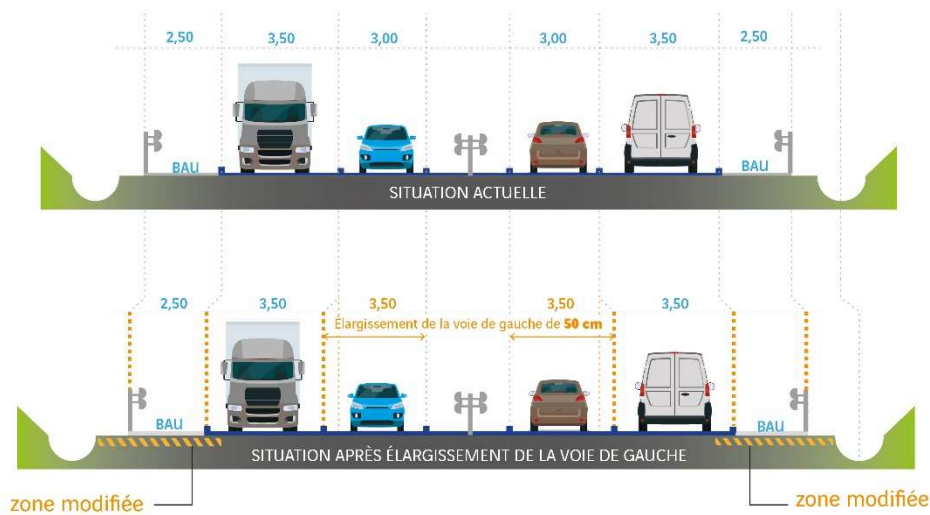 2,50 3,50 3,00 3,00 3,50 2,50
BAU BAU
SITUATION ACTUELLE
2,50 3,50 3,50 3,50 3,50
Élargissement de la voie de gauche de 50 cm
BAU BAU
SITUATION APRÈS ÉLARGISSEMENT DE LA VOIE DE GAUCHE
zone modifiée zone modifiée